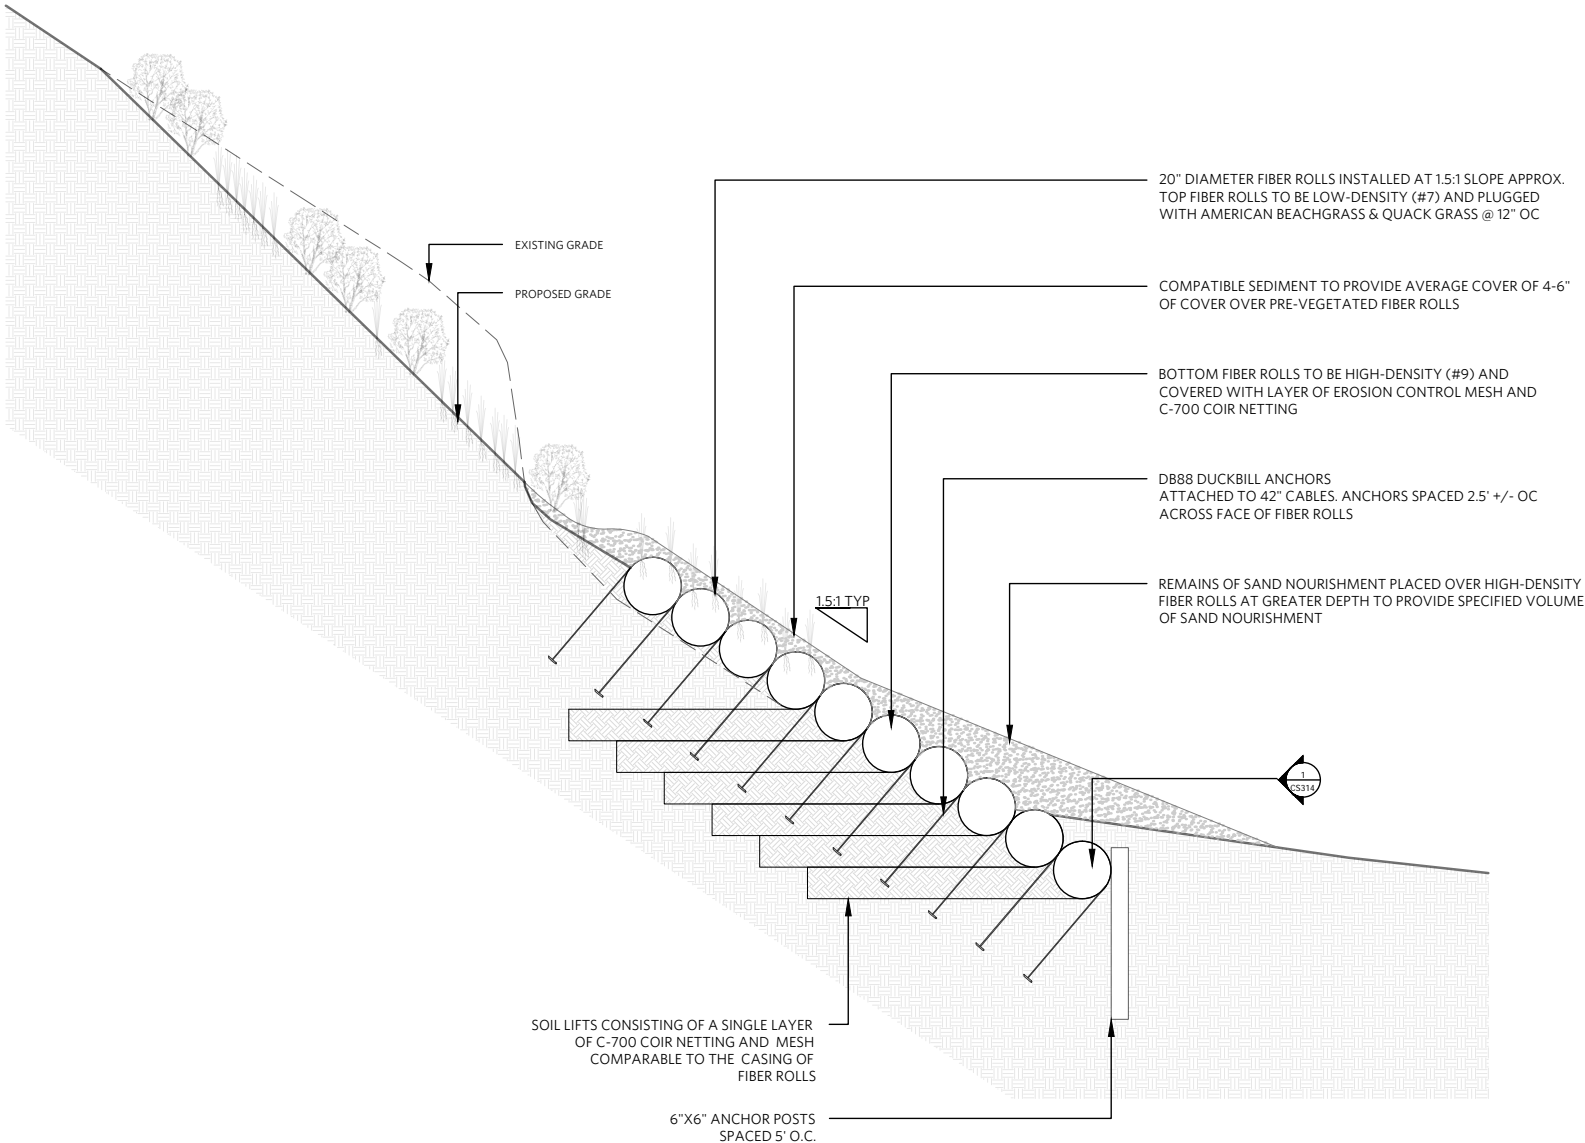 20" DIAMETER FIBER ROLLS INSTALLED AT 1.5:1 SLOPE APPROX.
TOP FIBER ROLLS TO BE LOW-DENSITY (#7) AND PLUGGED
WITH AMERICAN BEACHGRASS & QUACK GRASS @ 12" OC
EXISTING GRADE
PROPOSED GRADE
COMPATIBLE SEDIMENT TO PROVIDE AVERAGE COVER OF 4-6"
OF COVER OVER PRE-VEGETATED FIBER ROLLS
BOTTOM FIBER ROLLS TO BE HIGH-DENSITY (#9) AND
COVERED WITH LAYER OF EROSION CONTROL MESH AND
C-700 COIR NETTING
DB88 DUCKBILL ANCHORS
ATTACHED TO 42" CABLES. ANCHORS SPACED 2.5' +/- OC
ACROSS FACE OF FIBER ROLLS
REMAINS OF SAND NOURISHMENT PLACED OVER HIGH-DENSITY
FIBER ROLLS AT GREATER DEPTH TO PROVIDE SPECIFIED VOLUME
OF SAND NOURISHMENT
1.5:1 TYP
1
CS314
SOIL LIFTS CONSISTING OF A SINGLE LAYER
OF C-700 COIR NETTING AND MESH
COMPARABLE TO THE CASING OF
FIBER ROLLS
6"X6" ANCHOR POSTS
SPACED 5' O.C.